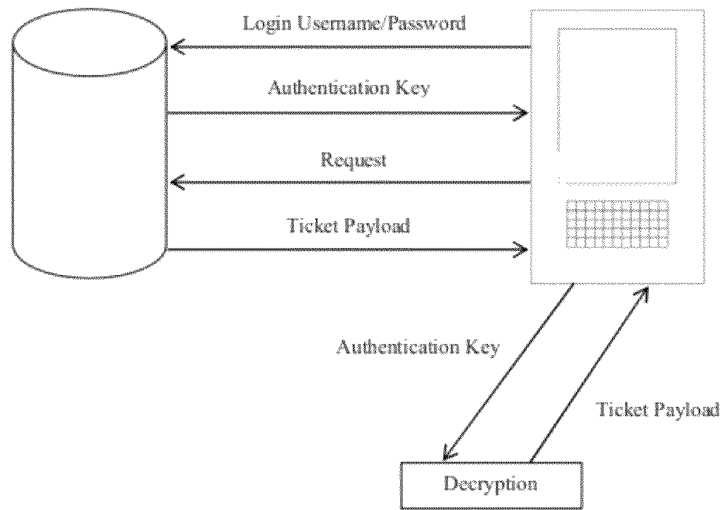 Login Username/Password
Authentication Key
Request
Ticket Payload
Authentication Key
Ticket Payload
Decryption